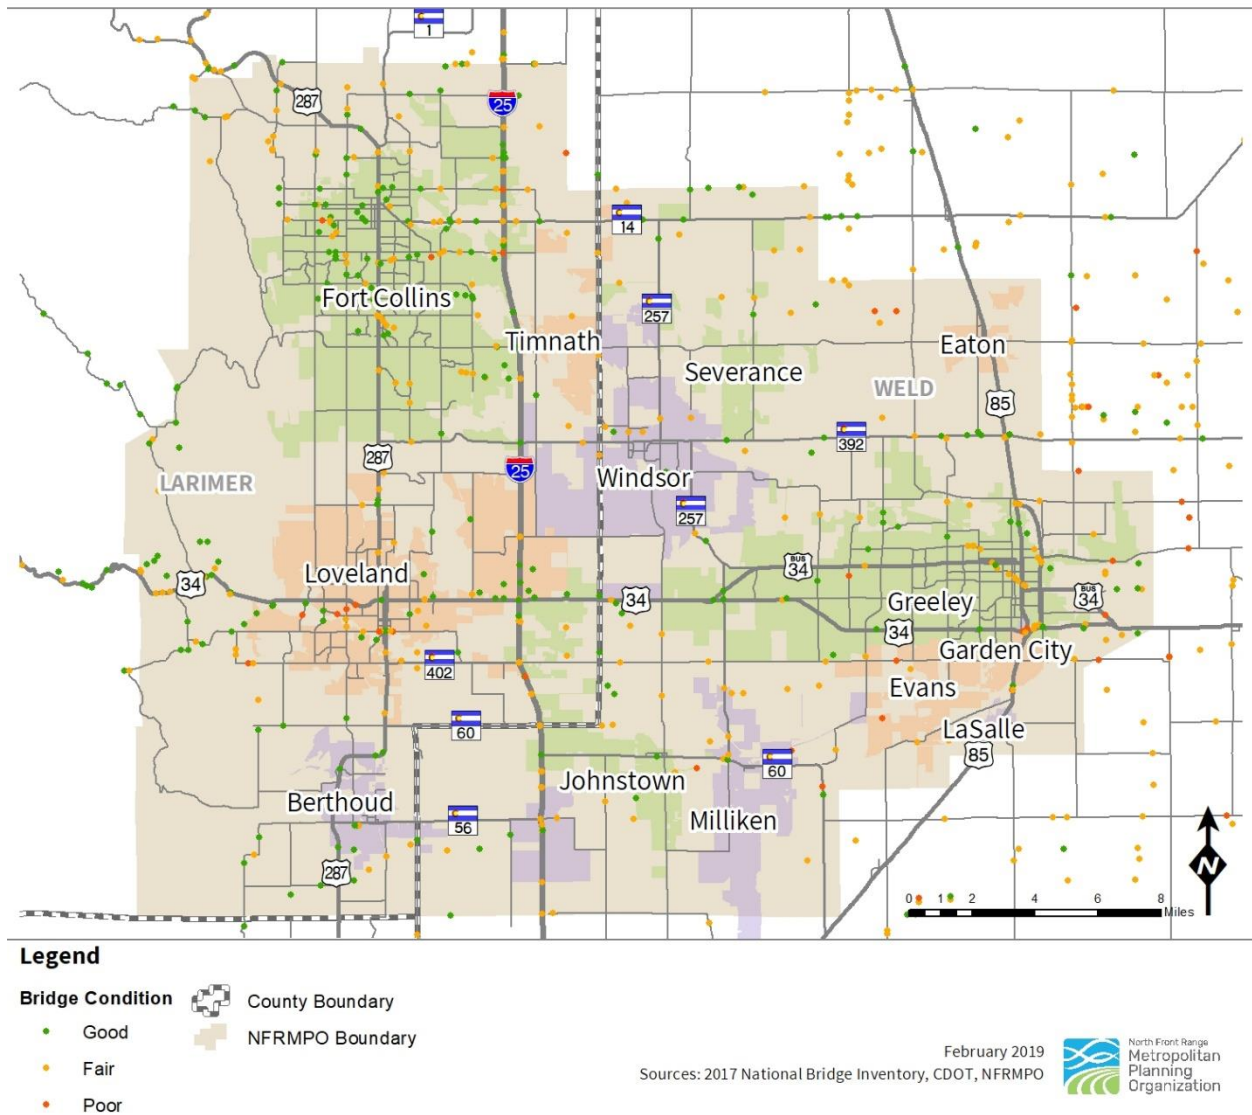 1
287
25
14
Fort Collins
257
Timnath
Eaton
Severance
WELD
85
392
287
25
LARIMER
Windsor
257
BUS
34
Loveland
34
34
Greeley
BUS
34
34
Garden City
402
Evans
60
LaSalle
85
Johnstown
60
Berthoud
56
Milliken
287
N
0 1 2 4 6 8
Miles
Legend
Bridge Condition
Good
Fair
Poor
County Boundary
NFRMPO Boundary
February 2019
Sources: 2017 National Bridge Inventory, CDOT, NFRMPO
North Front Range
Metropolitan
Planning
Organization